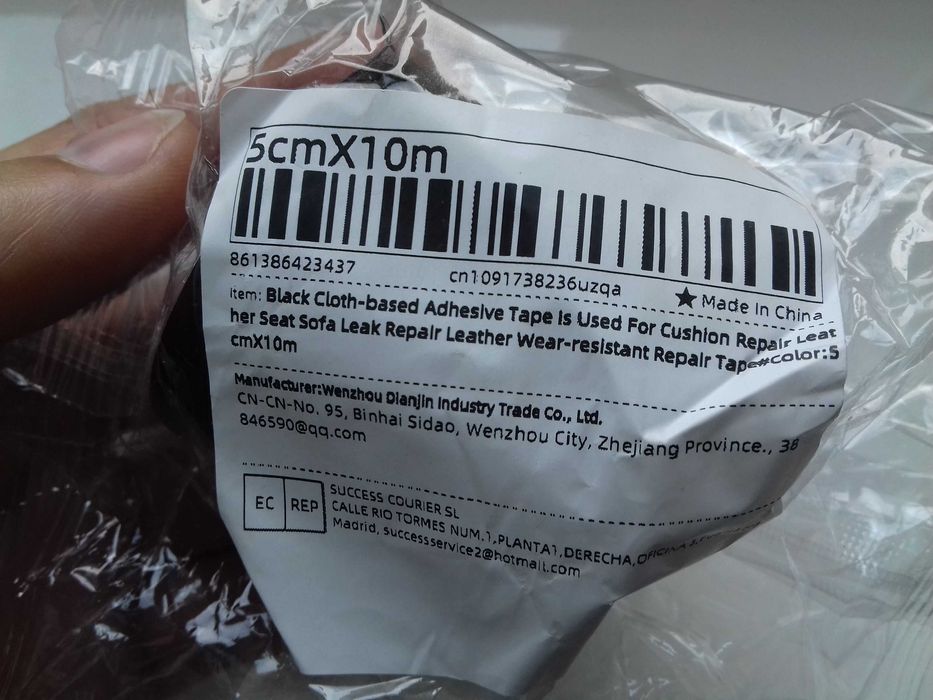 5cmX10m
861386423437 cn1091738236uzqa
★ Made in China
Item: Black Cloth-based Adhesive Tape Is Used For Cushion Repair Leat
her Seat Sofa Leak Repair Leather Wear-resistant Repair Tape#Color:5
cmX10m
Manufacturer:Wenzhou Dianjin Industry Trade Co., Ltd.
CN-CN-No. 95, Binhai Sidao, Wenzhou City, Zhejiang Province., 38
846590@qq.com
EC REP
SUCCESS COURIER SL
CALLE RIO TORMES NUM.1,PLANTA1,DERECHA,OFICINA
Madrid, successservice2@hotmail.com